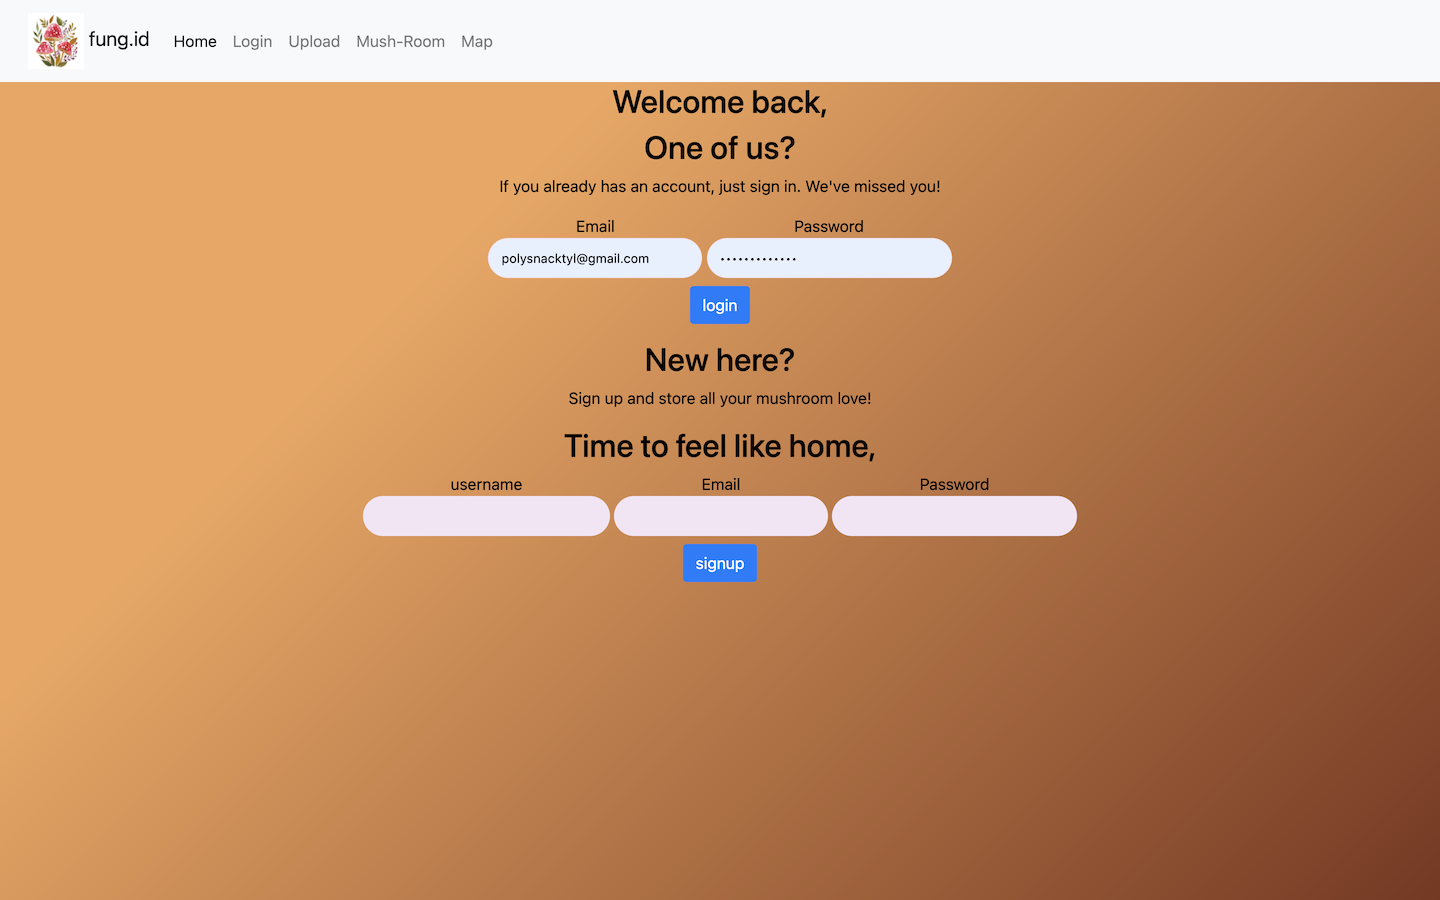 fung.id Home Login Upload Mush-Room Map
Welcome back,
One of us?
If you already has an account, just sign in. We've missed you!
Email Password
polysnacktyl@gmail.com •••••••••••••
login
New here?
Sign up and store all your mushroom love!
Time to feel like home,
username Email Password
signup